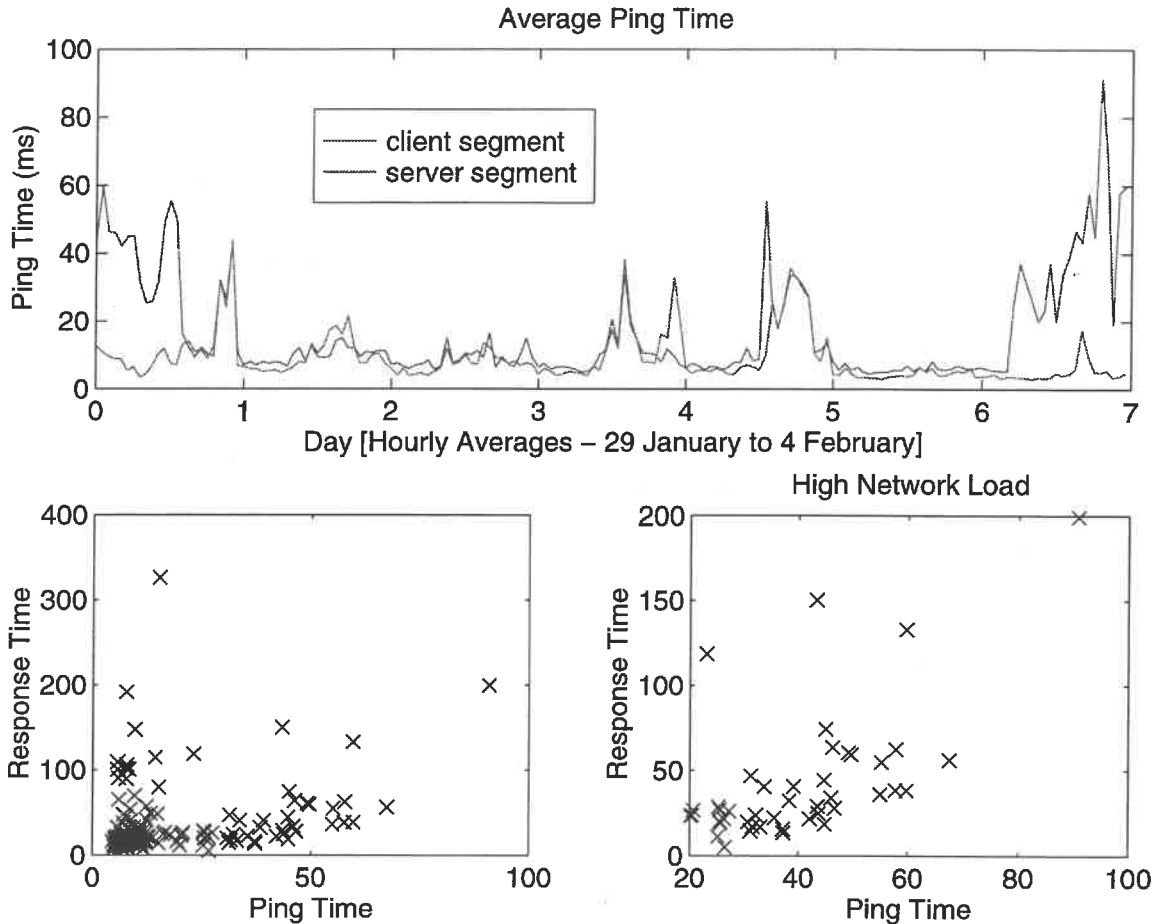 Average Ping Time
100
80
60
40
20
0
Ping Time (ms)
client segment
server segment
0 1 2 3 4 5 6 7
Day [Hourly Averages – 29 January to 4 February]
400
300
200
100
0
Response Time
0 50 100
Ping Time
High Network Load
200
150
100
50
0
Response Time
20 40 60 80 100
Ping Time